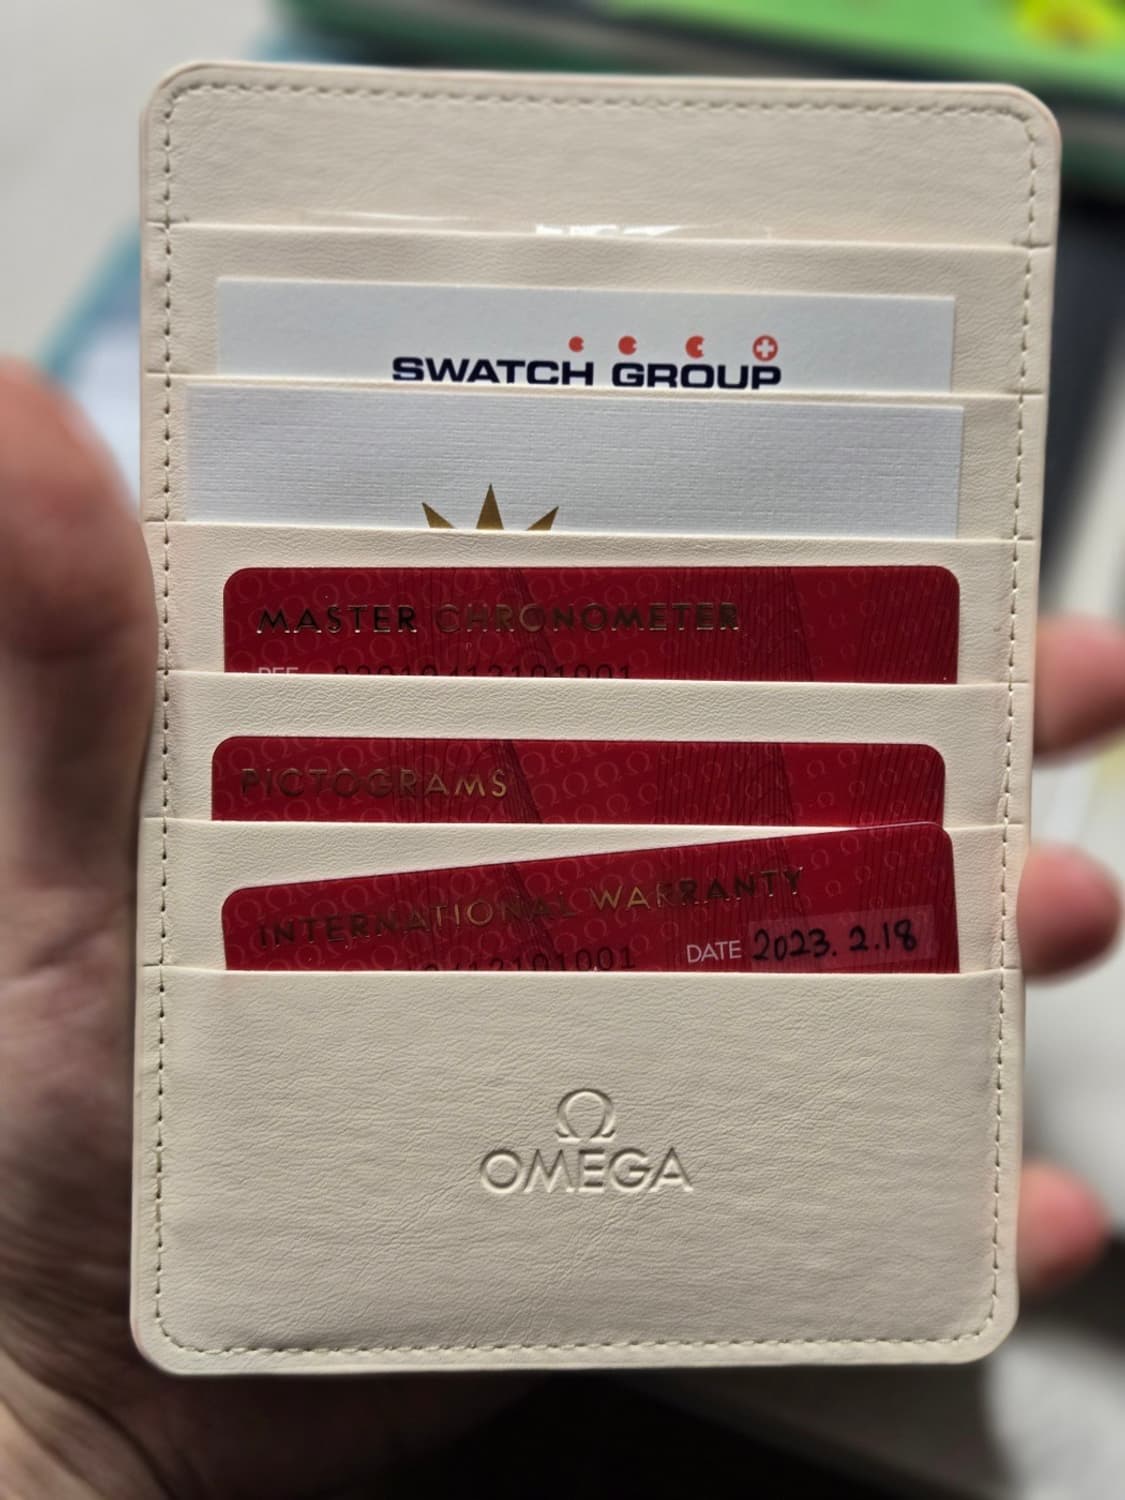 SWATCH GROUP
MASTER CHRONOMETER
PICTOGRAMS
INTERNATIONAL WARRANTY
DATE 2023. 2.18
Ω
OMEGA